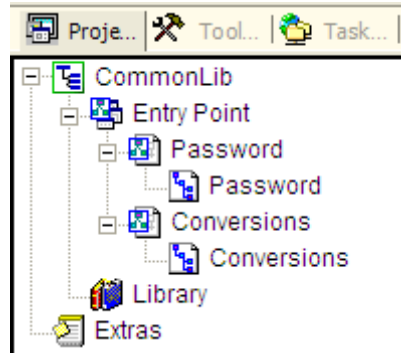 Proje... Tool... Task...
CommonLib
Entry Point
Password
Password
Conversions
Conversions
Library
Extras